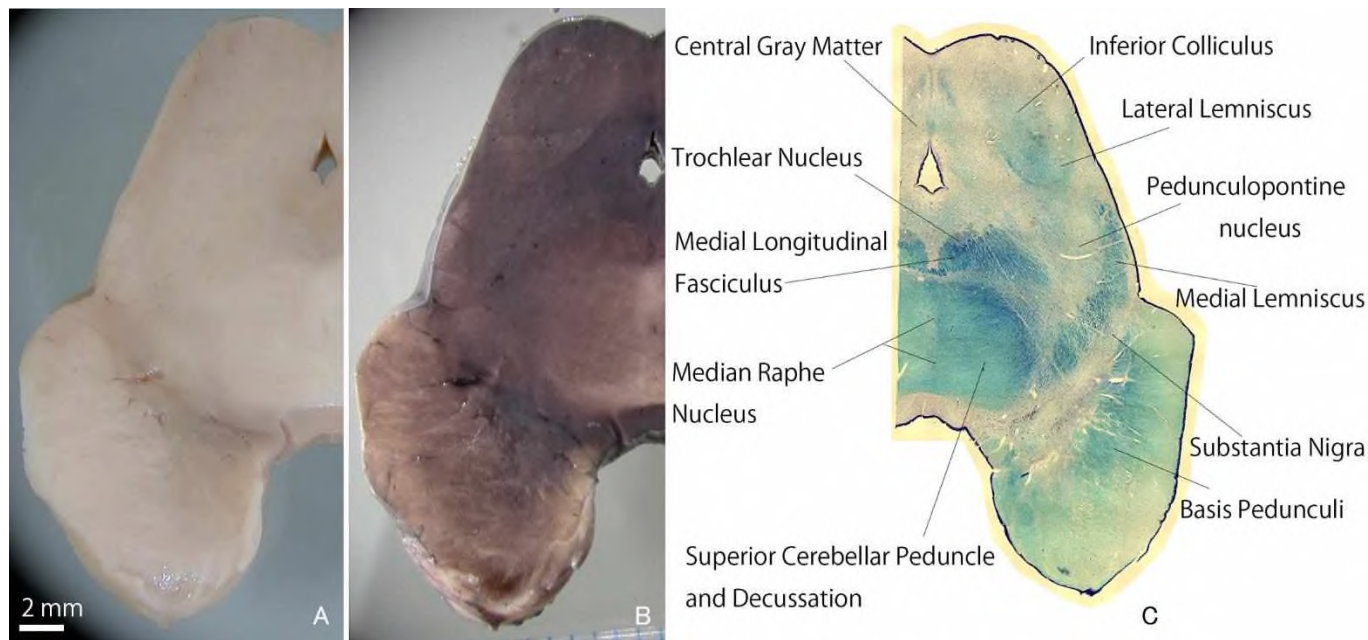 2 mm
A
B
Central Gray Matter
Inferior Colliculus
Lateral Lemniscus
Trochlear Nucleus
Pedunculopontine
nucleus
Medial Longitudinal
Fasciculus
Medial Lemniscus
Median Raphe
Nucleus
Substantia Nigra
Basis Pedunculi
Superior Cerebellar Peduncle
and Decussation
C